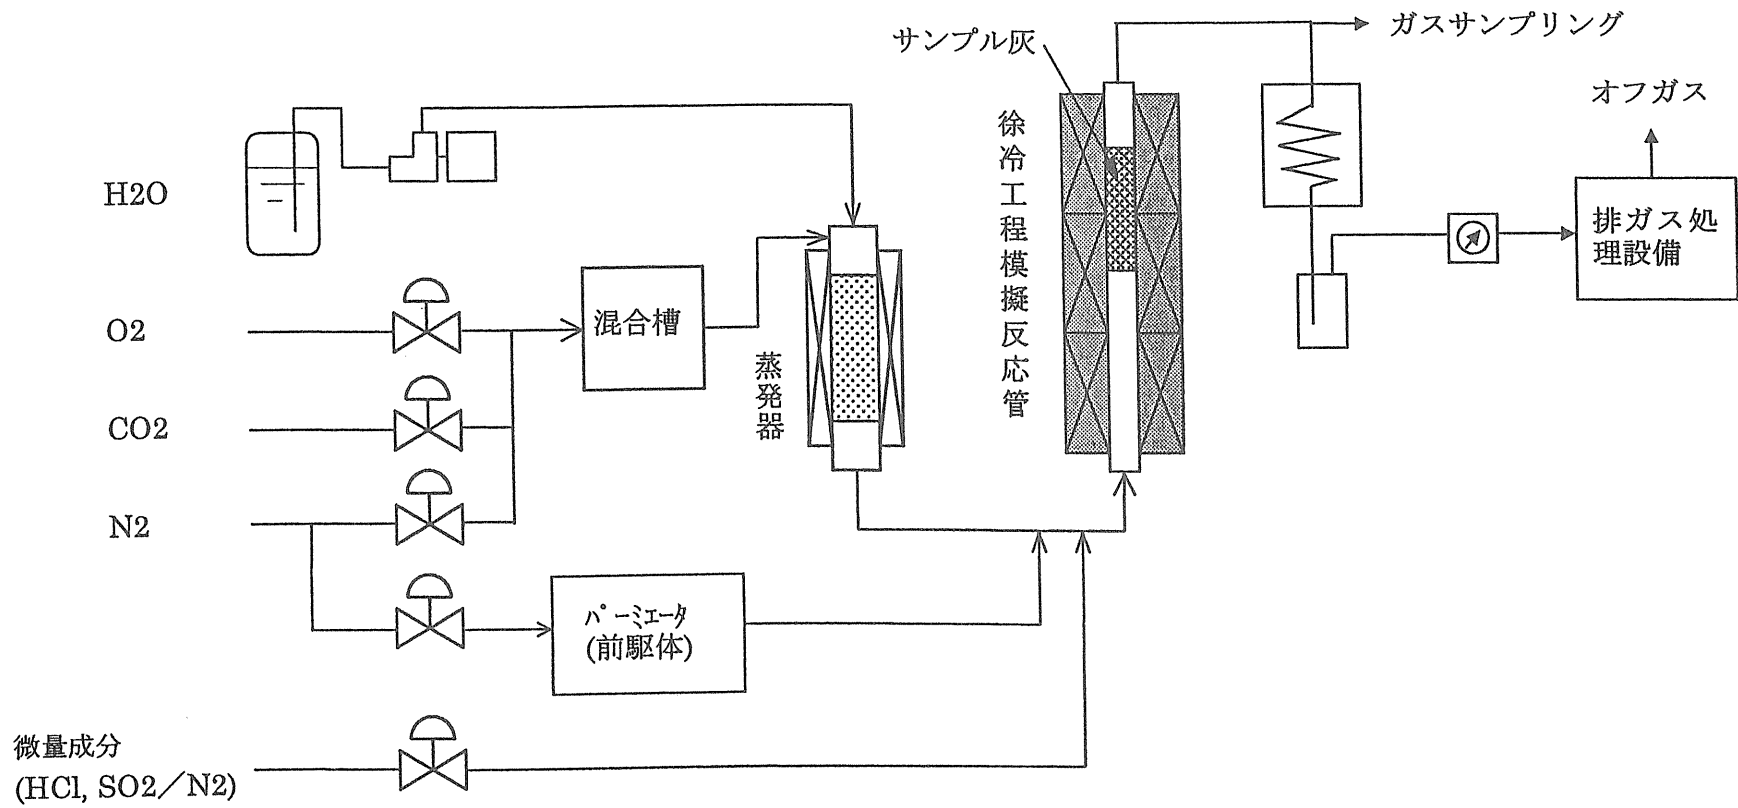 サンプル灰
ガスサンプリング
オフガス
徐冷工程模擬反応管
H2O
排ガス処
理設備
O2
混合槽
蒸発器
CO2
N2
パーミエータ
(前駆体)
微量成分
(HCl, SO2／N2)